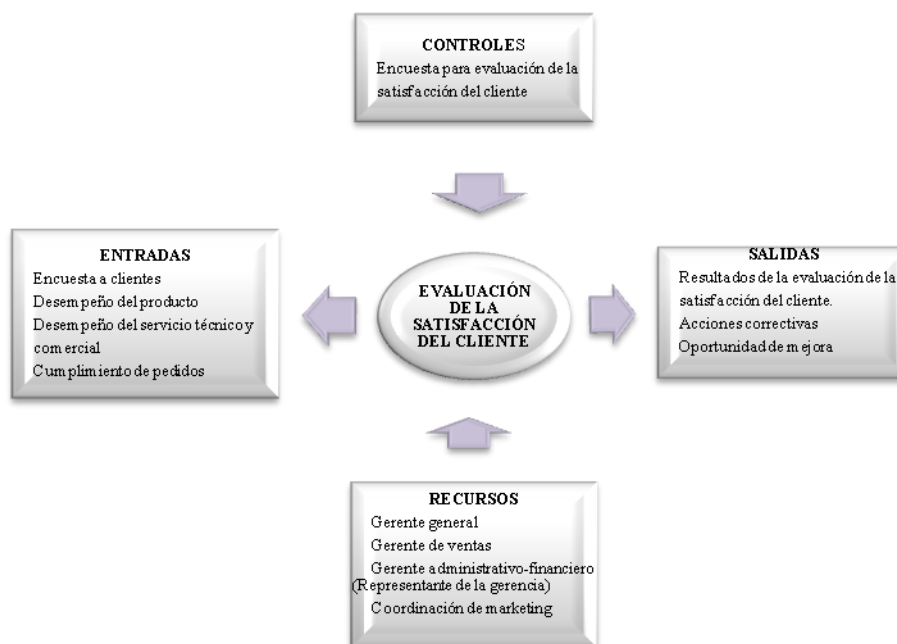 CONTROLES
Encuesta para evaluación de la
satisfacción del cliente
ENTRADAS
Encuesta a clientes
Desempeño del producto
Desempeño del servicio técnico y
comercial
Cumplimiento de pedidos
EVALUACIÓN
DE LA
SATISFACCIÓN
DEL CLIENTE
SALIDAS
Resultados de la evaluación de la
satisfacción del cliente.
Acciones correctivas
Oportunidad de mejora
RECURSOS
Gerente general
Gerente de ventas
Gerente administrativo-financiero
(Representante de la gerencia)
Coordinación de marketing